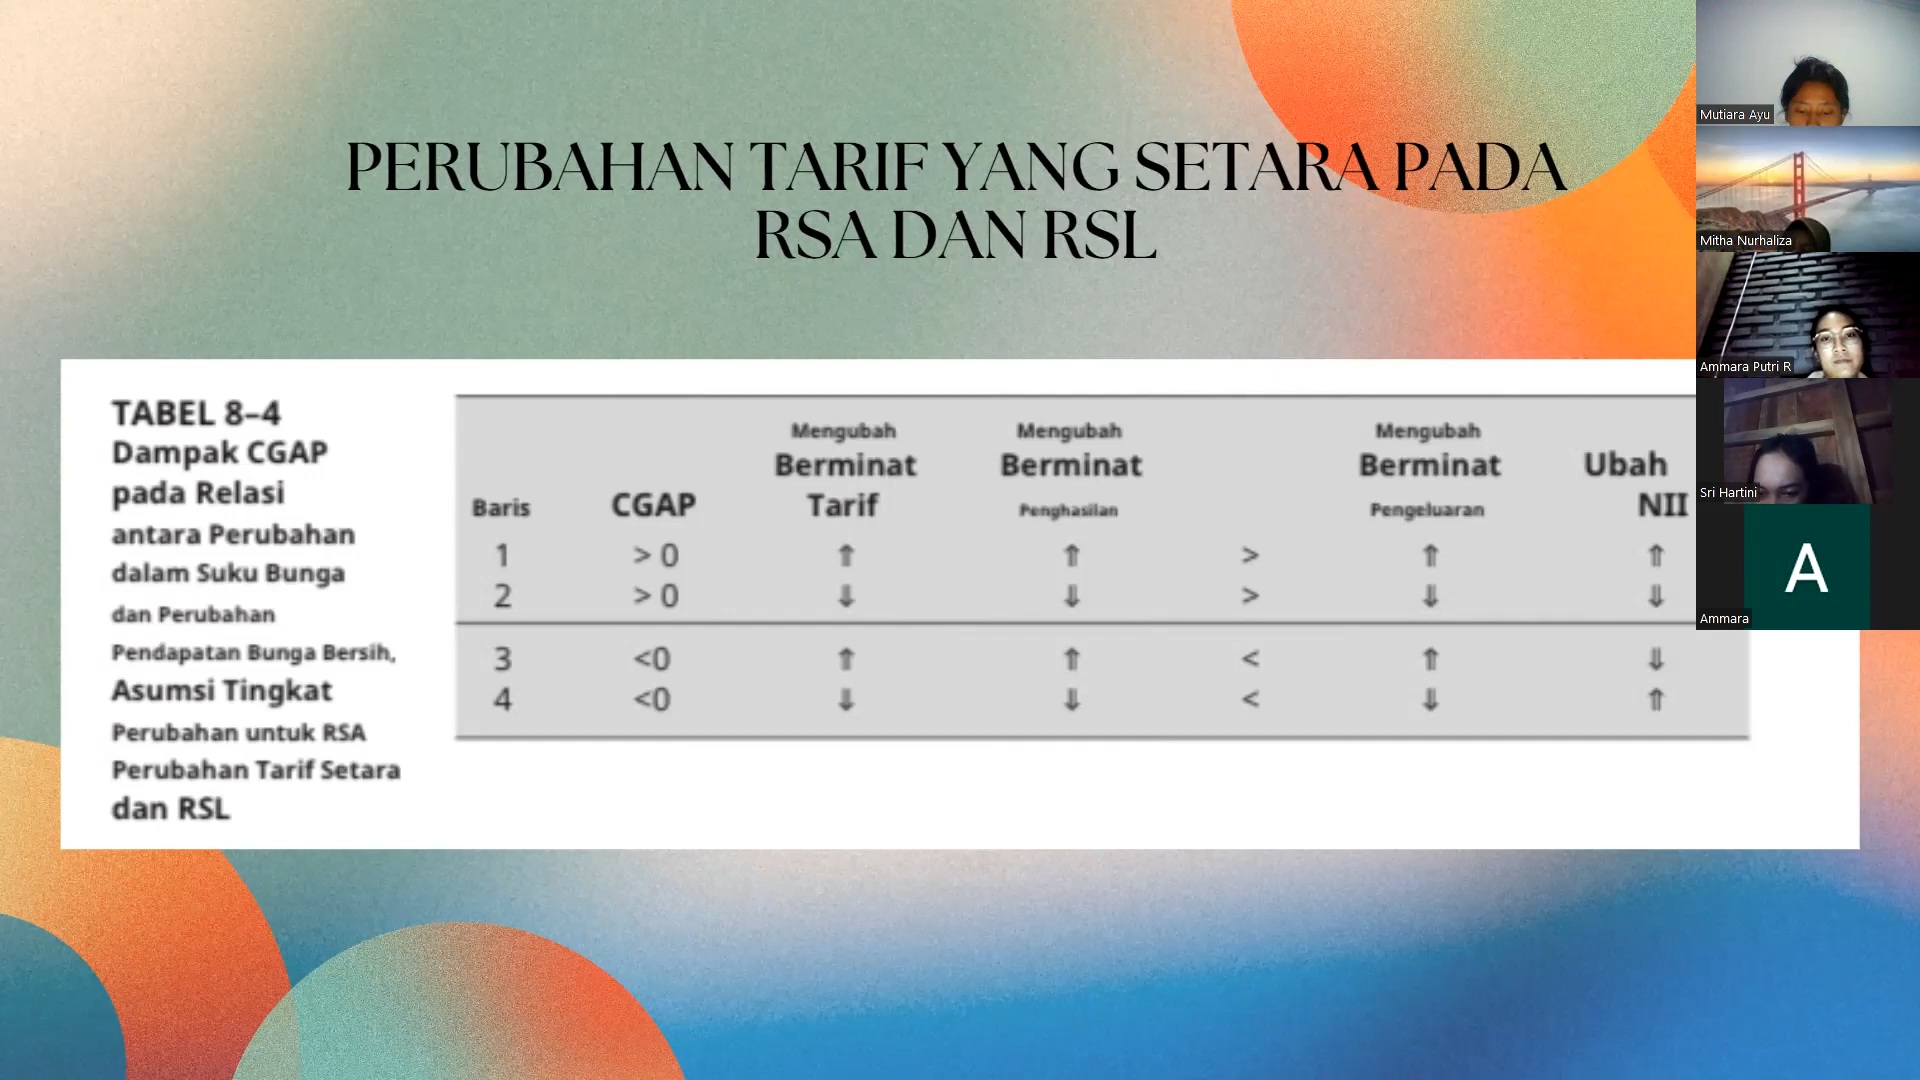 PERUBAHAN TARIF YANG SETARA PADA
RSA DAN RSL
TABEL 8–4
Dampak CGAP
pada Relasi
antara Perubahan
dalam Suku Bunga
dan Perubahan
Pendapatan Bunga Bersih,
Asumsi Tingkat
Perubahan untuk RSA
Perubahan Tarif Setara
dan RSL
Mengubah Mengubah Mengubah
Berminat Berminat Berminat Ubah
Baris CGAP Tarif Penghasilan Pengeluaran NII
1 > 0 ⇑ ⇑ > ⇑ ⇑
2 > 0 ⇓ ⇓ > ⇓ ⇓
3 <0 ⇑ ⇑ < ⇑ ⇓
4 <0 ⇓ ⇓ < ⇓ ⇑
Mutiara Ayu
Mitha Nurhaliza
Ammara Putri R
Sri Hartini
A
Ammara